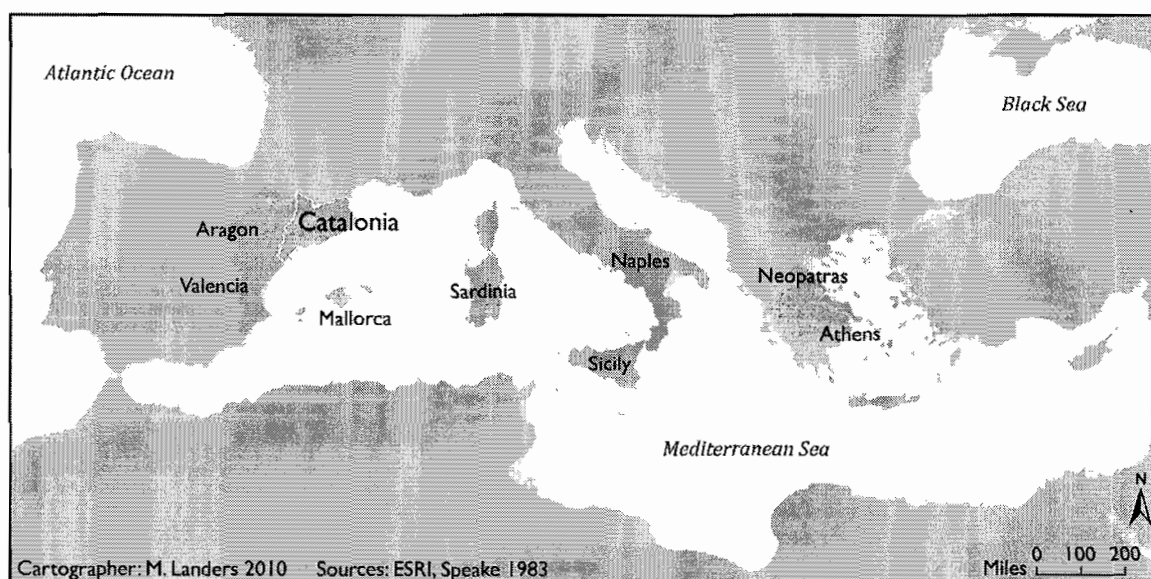 Atlantic Ocean
Black Sea
Aragon
Catalonia
Valencia
Mallorca
Sardinia
Naples
Sicily
Neopatras
Athens
Mediterranean Sea
N
Cartographer: M. Landers 2010 Sources: ESRI, Speake 1983
Miles 0 100 200